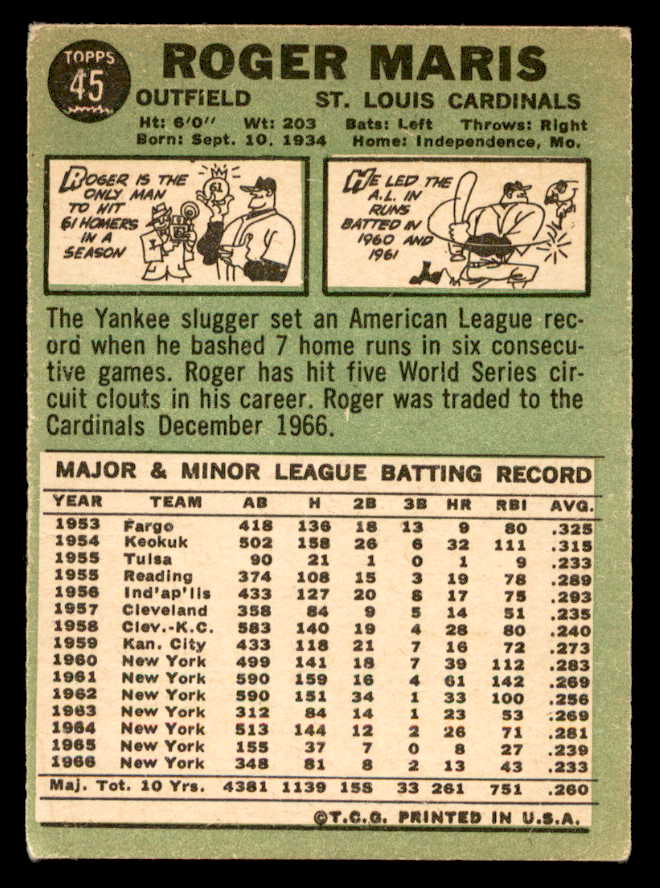 TOPPS
45
ROGER MARIS
OUTFIELD ST. LOUIS CARDINALS
Ht: 6'0" Wt: 203 Bats: Left Throws: Right
Born: Sept. 10, 1934 Home: Independence, Mo.
ROGER IS THE
ONLY MAN
TO HIT
61 HOMERS
IN A
SEASON
61
HE LED THE
A.L. IN
RUNS
BATTED IN
1960 AND
1961
The Yankee slugger set an American League rec-
ord when he bashed 7 home runs in six consecu-
tive games. Roger has hit five World Series cir-
cuit clouts in his career. Roger was traded to the
Cardinals December 1966.
MAJOR & MINOR LEAGUE BATTING RECORD
YEAR TEAM AB H 2B 3B HR RBI AVG.
1953 Fargo 418 136 18 13 9 80 .325
1954 Keokuk 502 158 26 6 32 111 .315
1955 Tulsa 90 21 1 0 1 9 .233
1955 Reading 374 108 15 3 19 78 .289
1956 Ind'ap'lis 433 127 20 8 17 75 .293
1957 Cleveland 358 84 9 5 14 51 .235
1958 Clev.-K.C. 583 140 19 4 28 80 .240
1959 Kan. City 433 118 21 7 16 72 .273
1960 New York 499 141 18 7 39 112 .283
1961 New York 590 159 16 4 61 142 .269
1962 New York 590 151 34 1 33 100 .256
1963 New York 312 84 14 1 23 53 .269
1964 New York 513 144 12 2 26 71 .281
1965 New York 155 37 7 0 8 27 .239
1966 New York 348 81 8 2 13 43 .233
Maj. Tot. 10 Yrs. 4381 1139 158 33 261 751 .260
©T.C.G. PRINTED IN U.S.A.